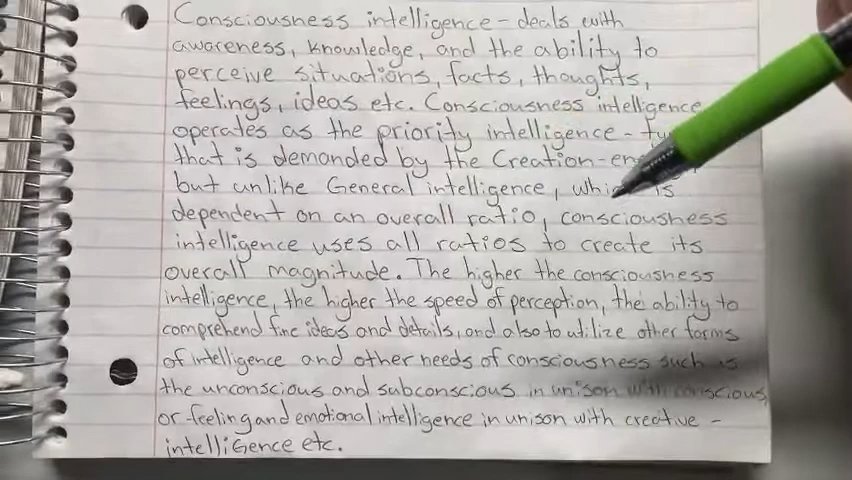 Consciousness intelligence - deals with
awareness, knowledge, and the ability to
perceive situations, facts, thoughts,
feelings, ideas etc. Consciousness intelligence
operates as the priority intelligence -
that is demanded by the Creation-
but unlike General intelligence, which is
dependent on an overall ratio, consciousness
intelligence uses all ratios to create its
overall magnitude. The higher the consciousness
intelligence, the higher the speed of perception, the ability to
comprehend fine ideas and details, and also to utilize other forms
of intelligence and other needs of consciousness such as
the unconscious and subconscious in unison with conscious,
or feeling and emotional intelligence in unison with creative -
intelliGence etc.